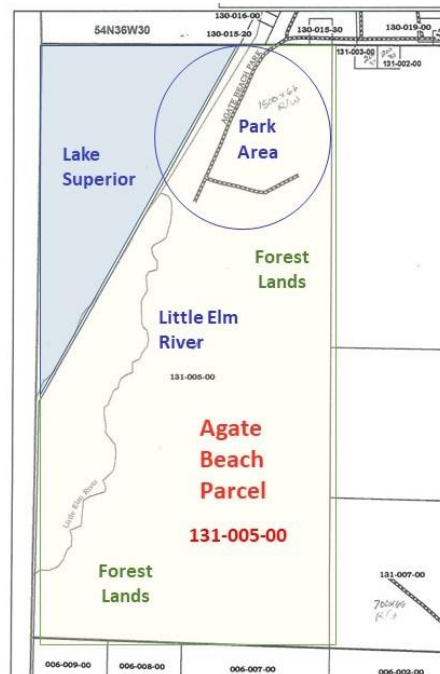 130-016-00
54N36W30
130-015-20
130-015-30
130-019-00
131-003-00
131-002-00
AGATE BEACH PARK
1500x66
R/W
Park
Area
Lake
Superior
Forest
Lands
Little Elm
River
131-005-00
Agate
Beach
Parcel
131-005-00
Little Elm River
Forest
Lands
131-007-00
700x66
006-009-00
006-008-00
006-007-00
006-002-00